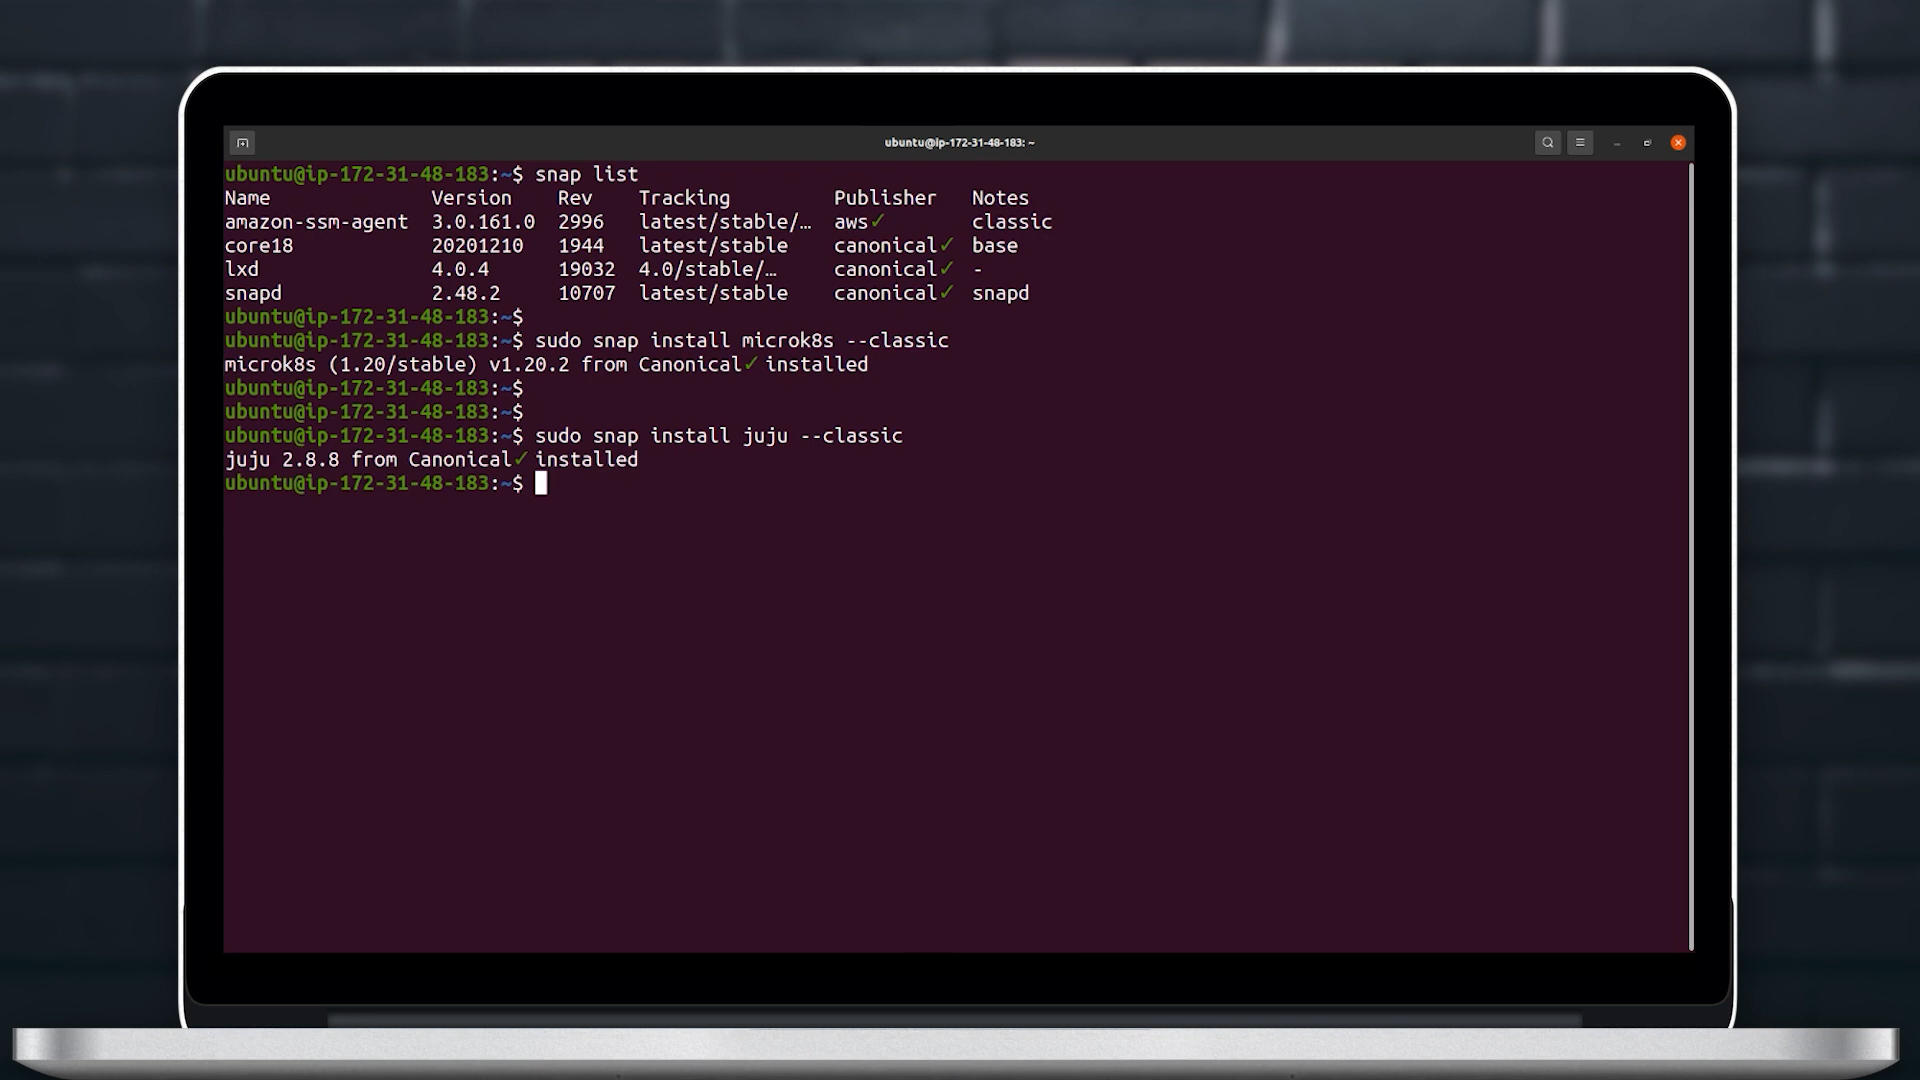 ubuntu@ip-172-31-48-183: ~
ubuntu@ip-172-31-48-183:~$ snap list
Name Version Rev Tracking Publisher Notes
amazon-ssm-agent 3.0.161.0 2996 latest/stable/… aws✓ classic
core18 20201210 1944 latest/stable canonical✓ base
lxd 4.0.4 19032 4.0/stable/… canonical✓ -
snapd 2.48.2 10707 latest/stable canonical✓ snapd
ubuntu@ip-172-31-48-183:~$
ubuntu@ip-172-31-48-183:~$ sudo snap install microk8s --classic
microk8s (1.20/stable) v1.20.2 from Canonical✓ installed
ubuntu@ip-172-31-48-183:~$
ubuntu@ip-172-31-48-183:~$
ubuntu@ip-172-31-48-183:~$ sudo snap install juju --classic
juju 2.8.8 from Canonical✓ installed
ubuntu@ip-172-31-48-183:~$